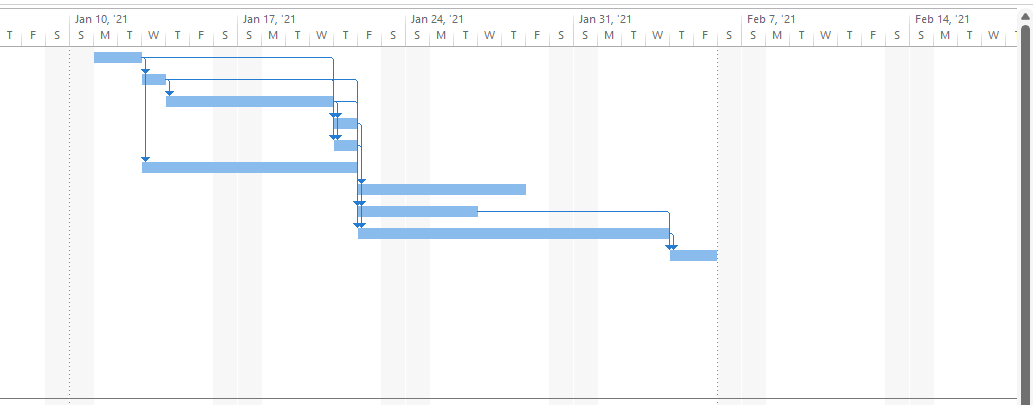 Jan 10, '21 Jan 17, '21 Jan 24, '21 Jan 31, '21 Feb 7, '21 Feb 14, '21
T F S S M T W T F S S M T W T F S S M T W T F S S M T W T F S S M T W T F S S M T W